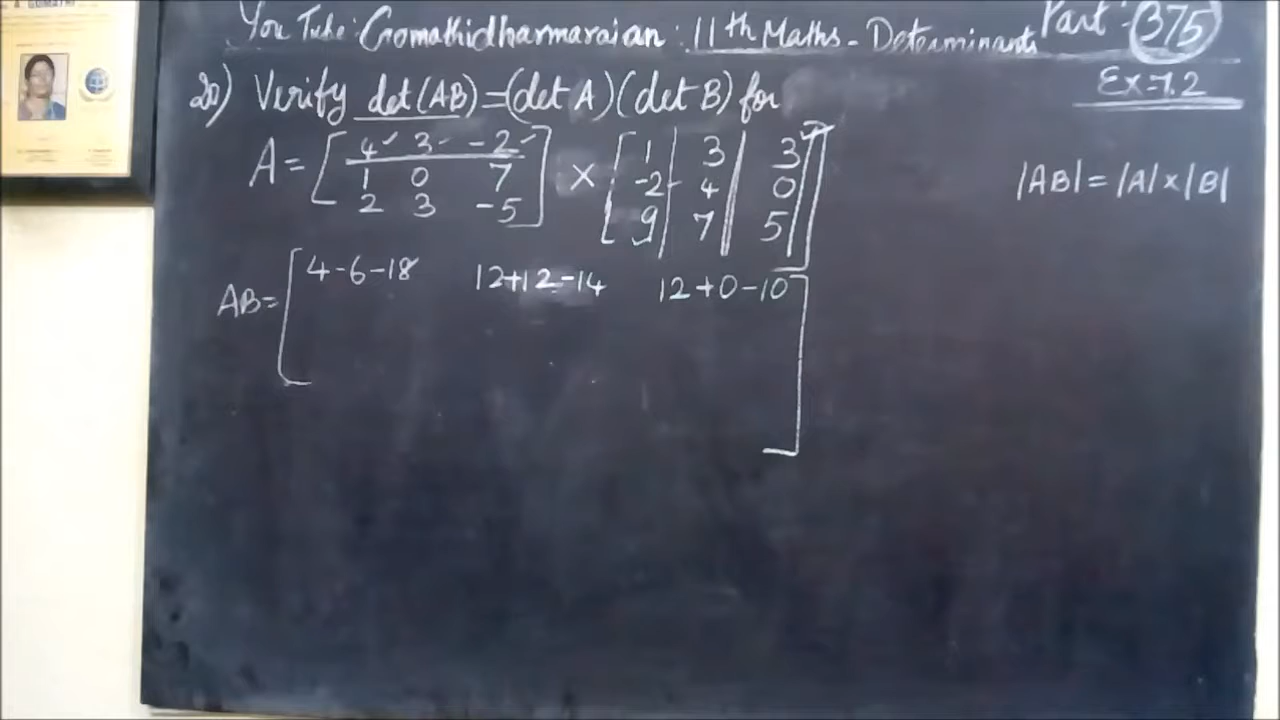 You Tube: Gomathidharmarajan: 11th Maths - Determinants Part - 375
Ex-7.2
20) Verify det(AB)=(det A)(det B) for
A = [ 4 3 -2 ] × [ 1 3 3 ]
1 0 7 -2 4 0
2 3 -5 9 7 5
|AB| = |A|×|B|
AB = [ 4-6-18 12+12-14 12+0-10 ]